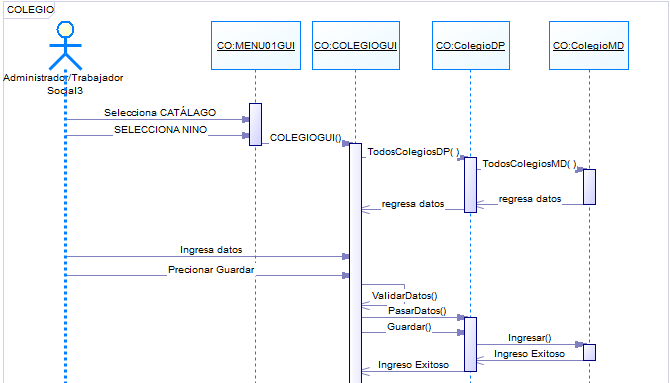 COLEGIO
CO:MENU01GUI
CO:COLEGIOGUI
CO:ColegioDP
CO:ColegioMD
Administrador/Trabajador
Social3
Selecciona CATÁLAGO
SELECCIONA NINO
COLEGIOGUI()
TodosColegiosDP( )
TodosColegiosMD( )
regresa datos
regresa datos
Ingresa datos
Precionar Guardar
ValidarDatos()
PasarDatos()
Guardar()
Ingresar()
Ingreso Exitoso
Ingreso Exitoso